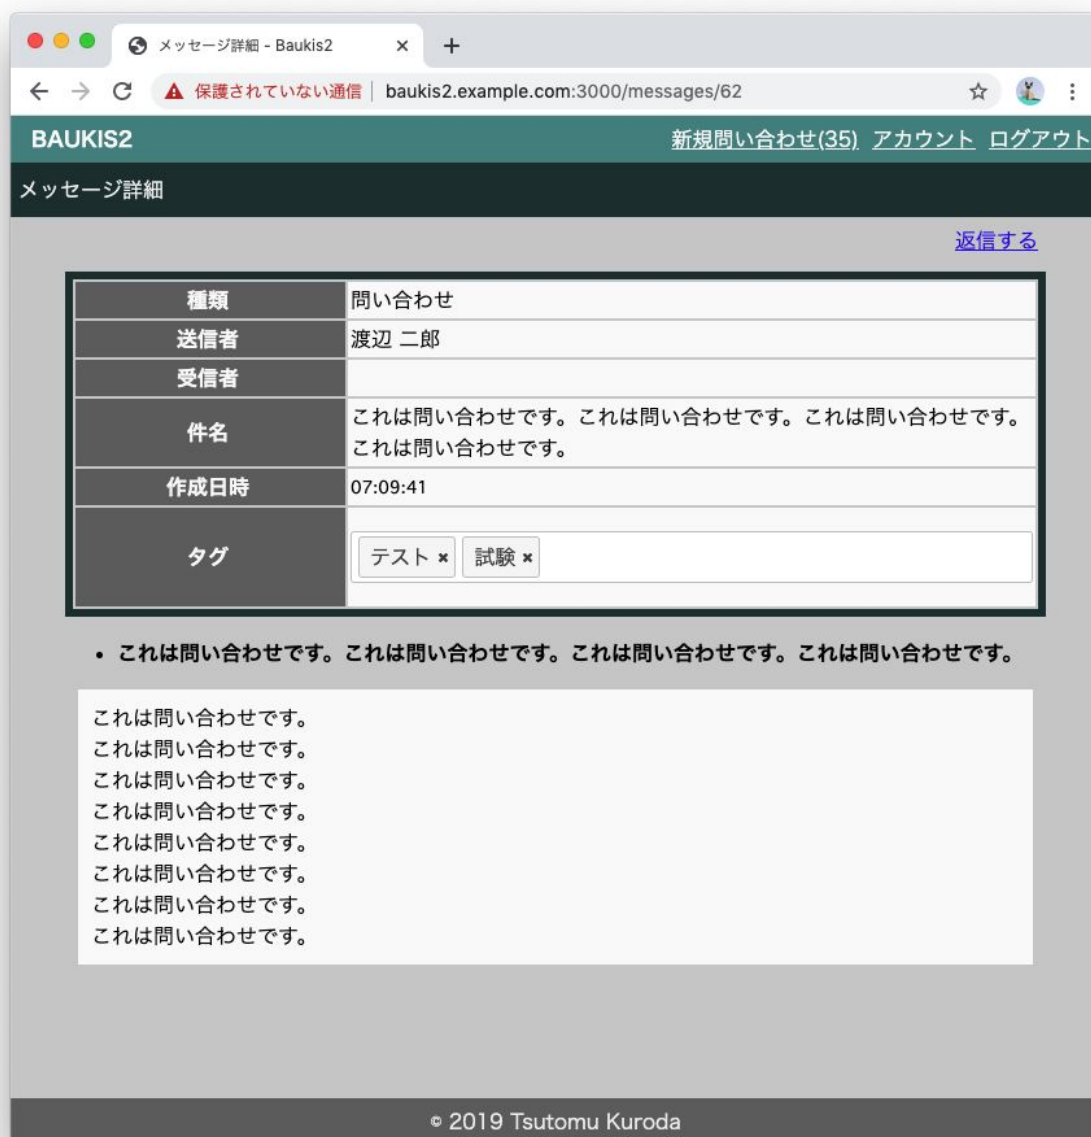 メッセージ詳細 - Baukis2
保護されていない通信 | baukis2.example.com:3000/messages/62
BAUKIS2 新規問い合わせ(35) アカウント ログアウト
メッセージ詳細
返信する
種類 問い合わせ
送信者 渡辺 二郎
受信者
件名 これは問い合わせです。これは問い合わせです。これは問い合わせです。
これは問い合わせです。
作成日時 07:09:41
タグ テスト 試験
• これは問い合わせです。これは問い合わせです。これは問い合わせです。これは問い合わせです。
これは問い合わせです。
これは問い合わせです。
これは問い合わせです。
これは問い合わせです。
これは問い合わせです。
これは問い合わせです。
これは問い合わせです。
これは問い合わせです。
© 2019 Tsutomu Kuroda